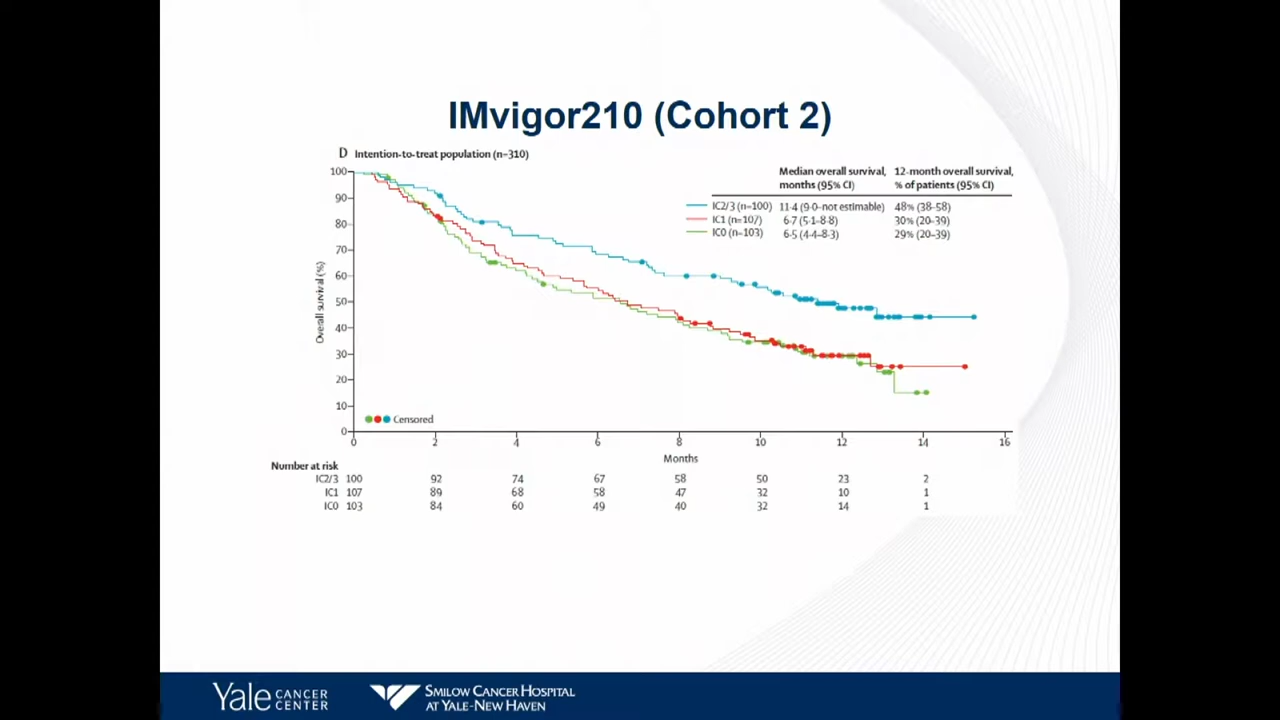 IMvigor210 (Cohort 2)
D Intention-to-treat population (n=310)
Median overall survival, months (95% CI)
12-month overall survival, % of patients (95% CI)
IC2/3 (n=100) 11·4 (9·0–not estimable) 48% (38–58)
IC1 (n=107) 6·7 (5·1–8·8) 30% (20–39)
IC0 (n=103) 6·5 (4·4–8·3) 29% (20–39)
Overall survival (%)
100
90
80
70
60
50
40
30
20
10
0
Censored
0 2 4 6 8 10 12 14 16
Months
Number at risk
IC2/3 100 92 74 67 58 50 23 2
IC1 107 89 68 58 47 32 10 1
IC0 103 84 60 49 40 32 14 1
Yale CANCER CENTER
SMILOW CANCER HOSPITAL
AT YALE-NEW HAVEN